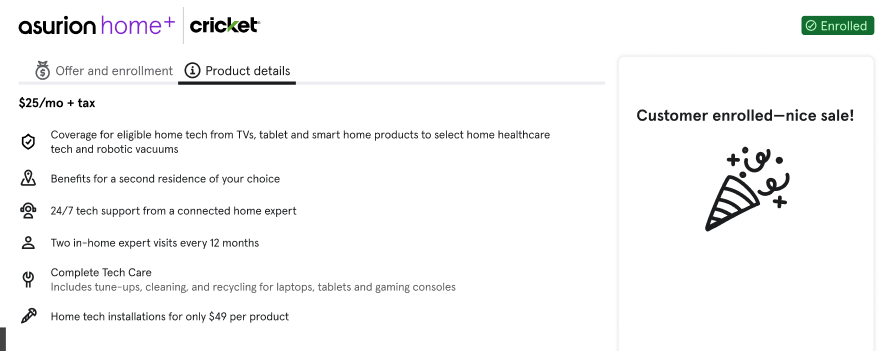 asurion home+ cricket
Enrolled
Offer and enrollment Product details
$25/mo + tax
Coverage for eligible home tech from TVs, tablet and smart home products to select home healthcare
tech and robotic vacuums
Benefits for a second residence of your choice
24/7 tech support from a connected home expert
Two in-home expert visits every 12 months
Complete Tech Care
Includes tune-ups, cleaning, and recycling for laptops, tablets and gaming consoles
Home tech installations for only $49 per product
Customer enrolled—nice sale!